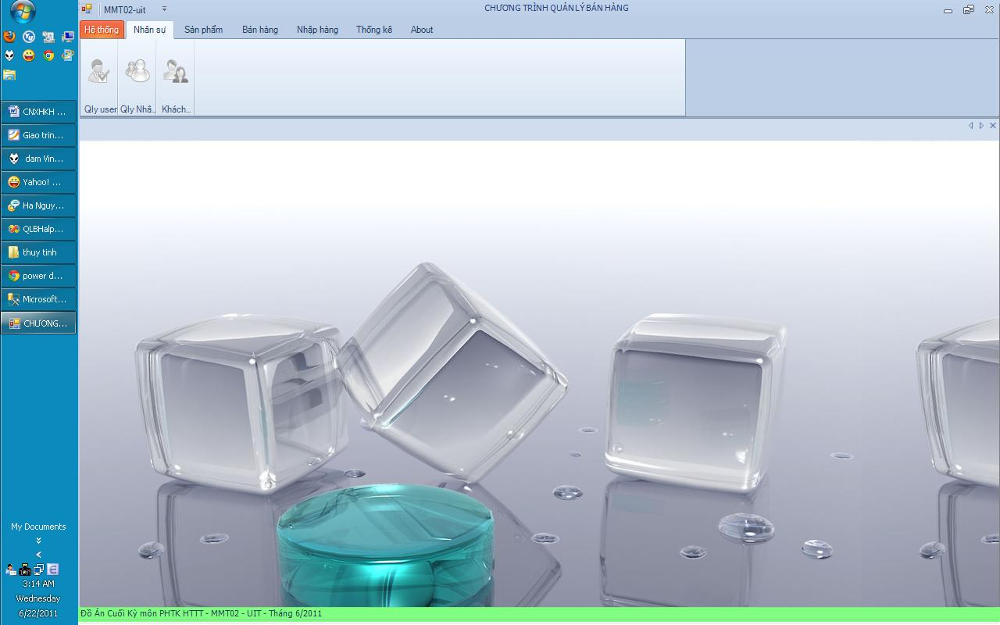 MMT02-uit
CHƯƠNG TRÌNH QUẢN LÝ BÁN HÀNG
Hệ thống
Nhân sự
Sản phẩm
Bán hàng
Nhập hàng
Thống kê
About
Qly user
Qly Nhâ..
Khách...
CNXHKH ...
Giao trin...
dam Vin...
Yahoo! ...
Ha Nguy...
QLBHalp...
thuy tinh
power d...
Microsoft...
CHƯƠNG...
My Documents
3:14 AM
Wednesday
6/22/2011
Đồ Án Cuối Kỳ môn PHTK HTTT - MMT02 - UIT - Tháng 6/2011